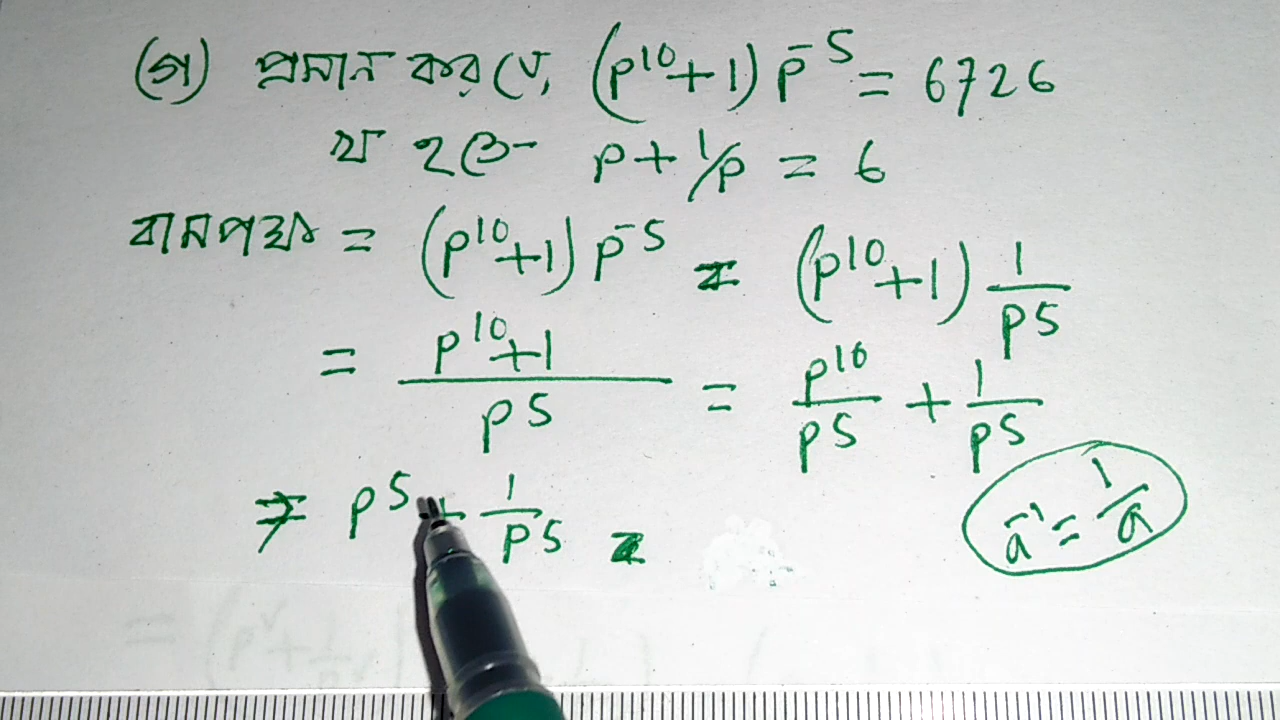 (গ) প্রমান কর যে, (p¹⁰+1) p⁻⁵ = 6726
খ হতে p + 1/p = 6
বামপক্ষ = (p¹⁰+1) p⁻⁵ = (p¹⁰+1) 1/p⁵
= p¹⁰+1/p⁵ = p¹⁰/p⁵ + 1/p⁵
⇒ p⁵ + 1/p⁵ =
a⁻¹ = 1/a